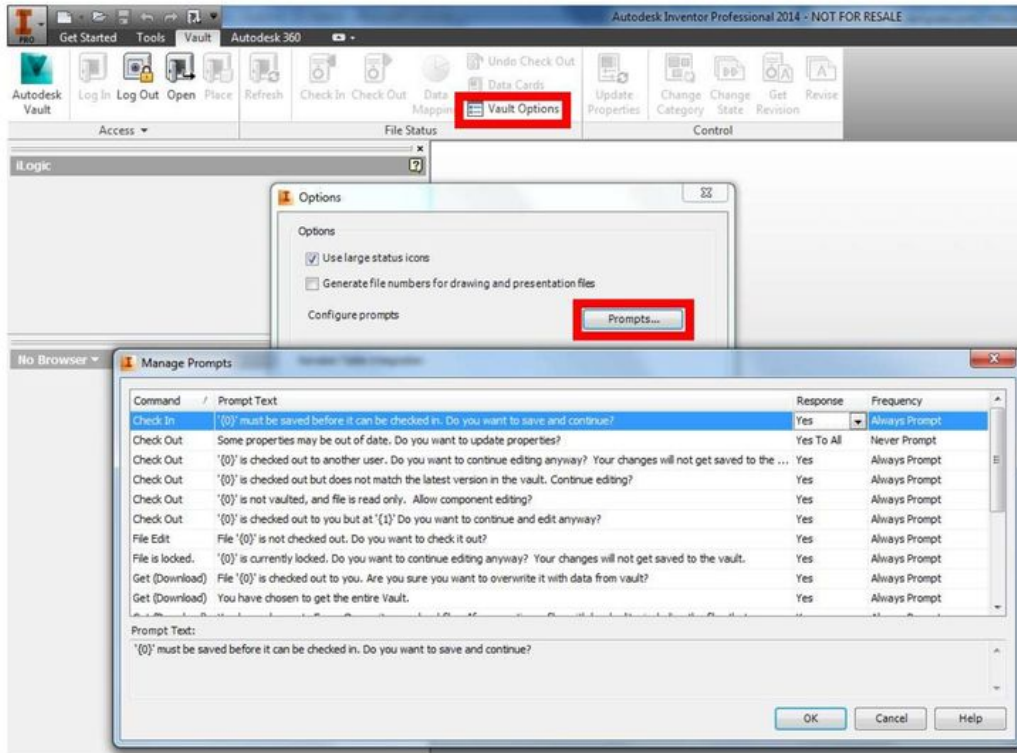 Autodesk Inventor Professional 2014 - NOT FOR RESALE
PRO
Get Started Tools Vault Autodesk 360
Autodesk Vault
Log In Log Out Open Place
Refresh
Check In Check Out
Data Mapping
Undo Check Out
Data Cards
Vault Options
Update Properties
Change Category
Change State
Get Revision
Revise
Access File Status Control
iLogic
Options
Options
Use large status icons
Generate file numbers for drawing and presentation files
Configure prompts Prompts...
No Browser
Manage Prompts
Command / Prompt Text Response Frequency
Check In '{0}' must be saved before it can be checked in. Do you want to save and continue? Yes Always Prompt
Check Out Some properties may be out of date. Do you want to update properties? Yes To All Never Prompt
Check Out '{0}' is checked out to another user. Do you want to continue editing anyway? Your changes will not get saved to the ... Yes Always Prompt
Check Out '{0}' is checked out but does not match the latest version in the vault. Continue editing? Yes Always Prompt
Check Out '{0}' is not vaulted, and file is read only. Allow component editing? Yes Always Prompt
Check Out '{0}' is checked out to you but at '{1}' Do you want to continue and edit anyway? Yes Always Prompt
File Edit File '{0}' is not checked out. Do you want to check it out? Yes Always Prompt
File is locked. '{0}' is currently locked. Do you want to continue editing anyway? Your changes will not get saved to the vault. Yes Always Prompt
Get (Download) File '{0}' is checked out to you. Are you sure you want to overwrite it with data from vault? Yes Always Prompt
Get (Download) You have chosen to get the entire Vault. Yes Always Prompt
Prompt Text:
'{0}' must be saved before it can be checked in. Do you want to save and continue?
OK Cancel Help